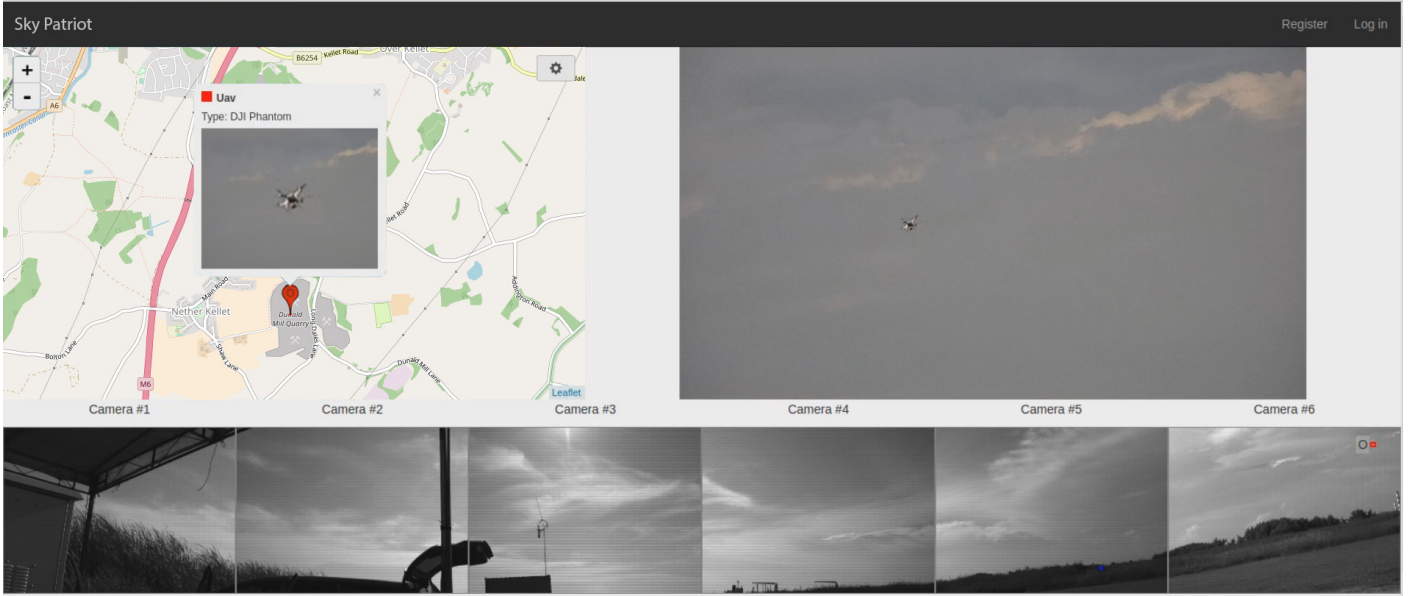 Sky Patriot
Register
Log in
+
-
A6
B6254
Kellet Road
Over Kellet
Uav
×
Type: DJI Phantom
Main Road
Nether Kellet
Dunald
Mill Quarry
Long Dales Lane
Addington Road
Bolton Lane
Shaw Lane
Dunald Mill Lane
M6
Leaflet
Camera #1
Camera #2
Camera #3
Camera #4
Camera #5
Camera #6